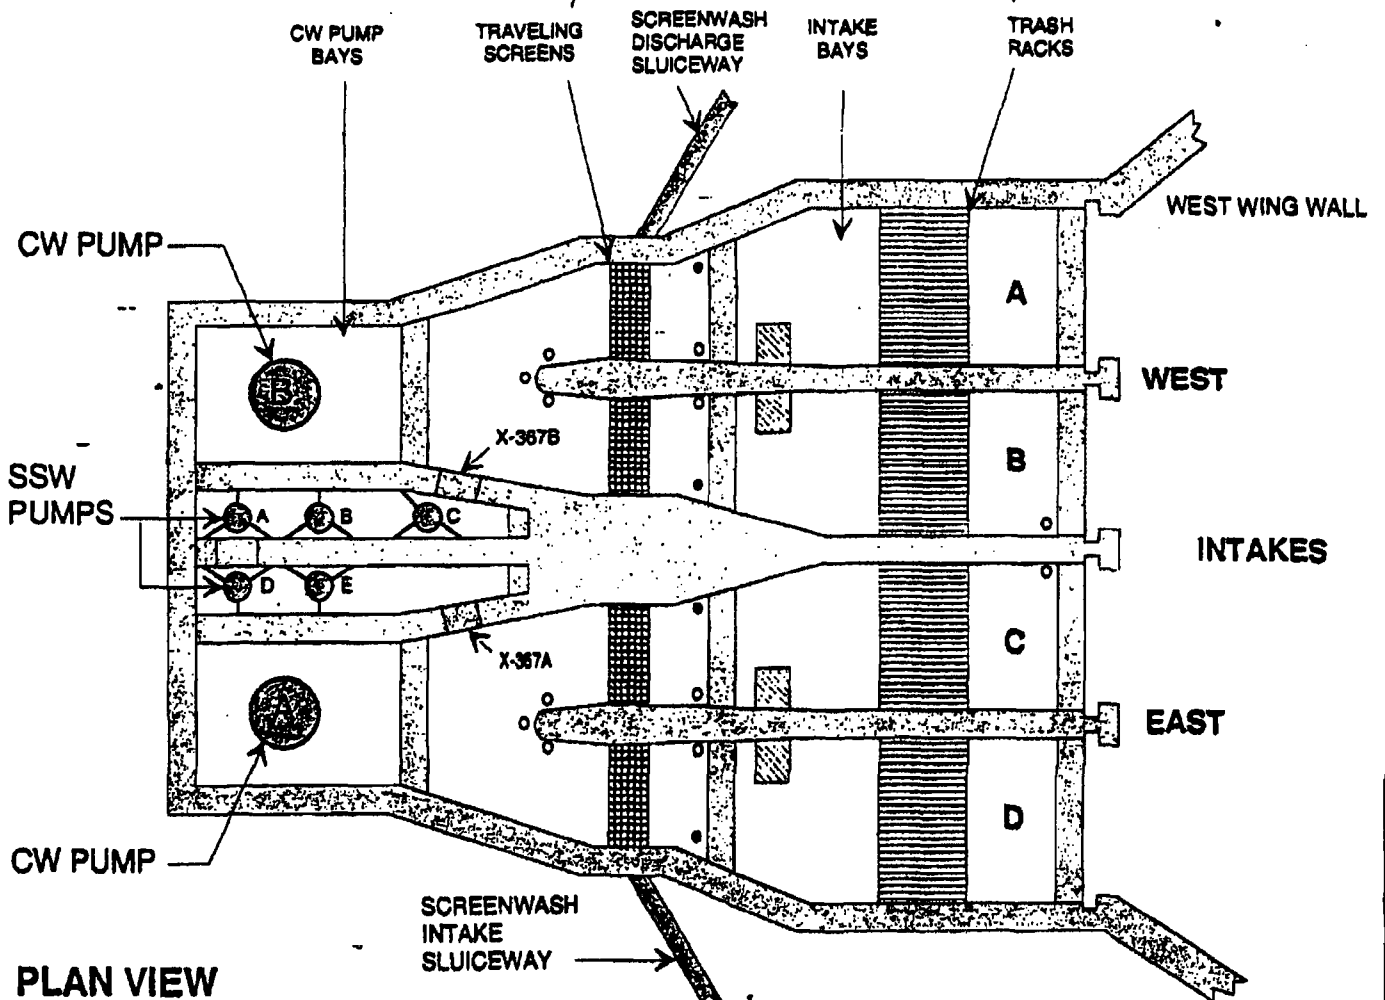 CW PUMP
BAYS
TRAVELING
SCREENS
SCREENWASH
DISCHARGE
SLUICEWAY
INTAKE
BAYS
TRASH
RACKS
WEST WING WALL
CW PUMP
A
WEST
B
X-367B
B
SSW
PUMPS
A
B
C
INTAKES
D
E
C
X-367A
A
EAST
D
CW PUMP
SCREENWASH
INTAKE
SLUICEWAY
PLAN VIEW